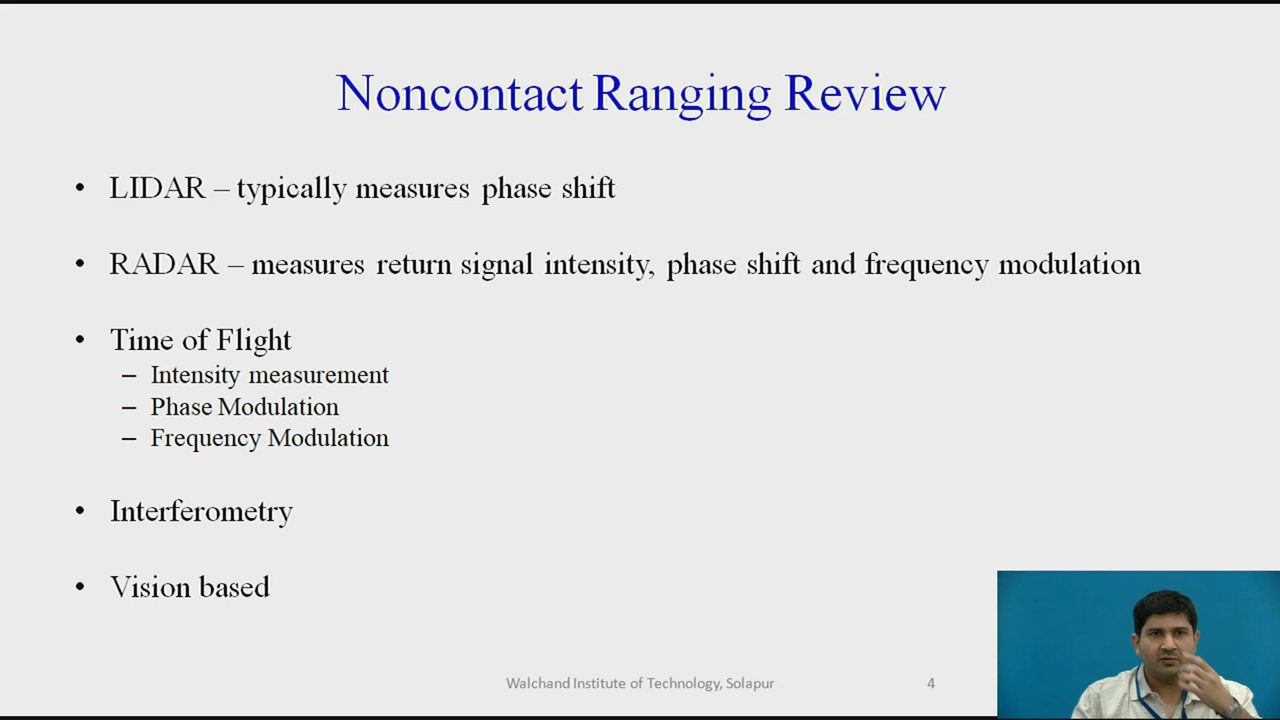 Noncontact Ranging Review
• LIDAR – typically measures phase shift
• RADAR – measures return signal intensity, phase shift and frequency modulation
• Time of Flight
– Intensity measurement
– Phase Modulation
– Frequency Modulation
• Interferometry
• Vision based
Walchand Institute of Technology, Solapur 4